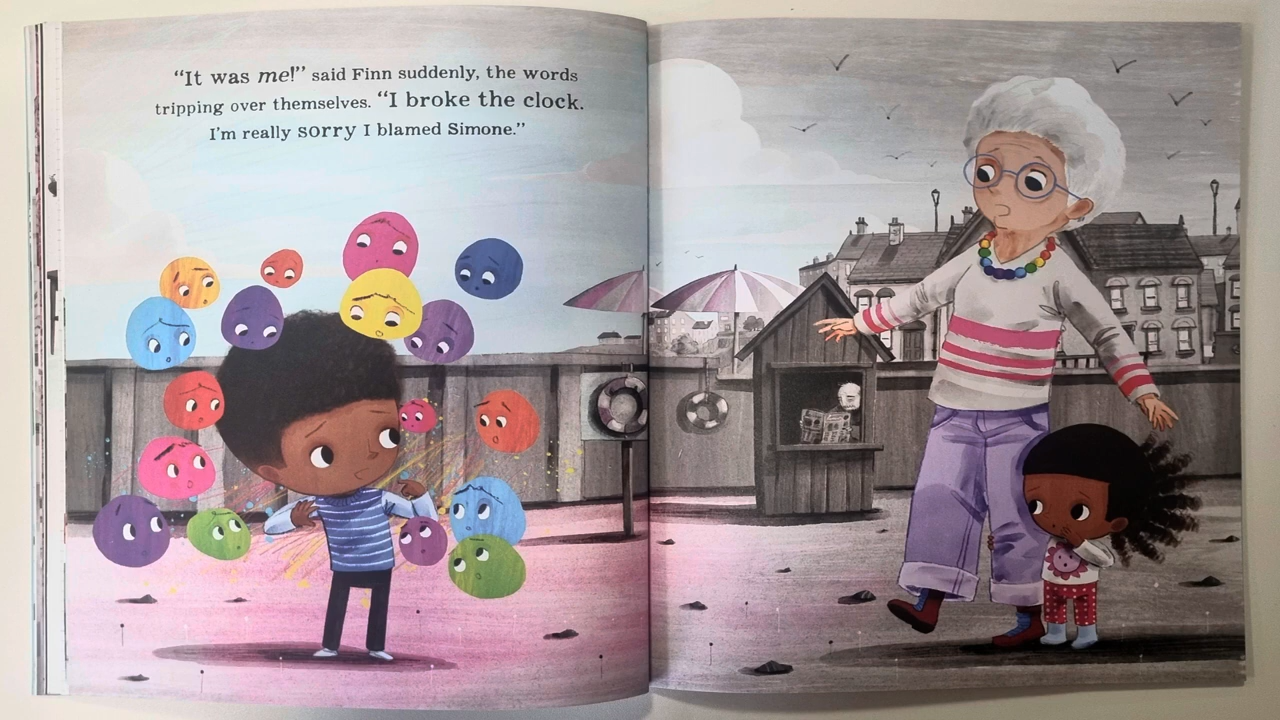 “It was me!” said Finn suddenly, the words
tripping over themselves. “I broke the clock.
I’m really sorry I blamed Simone.”